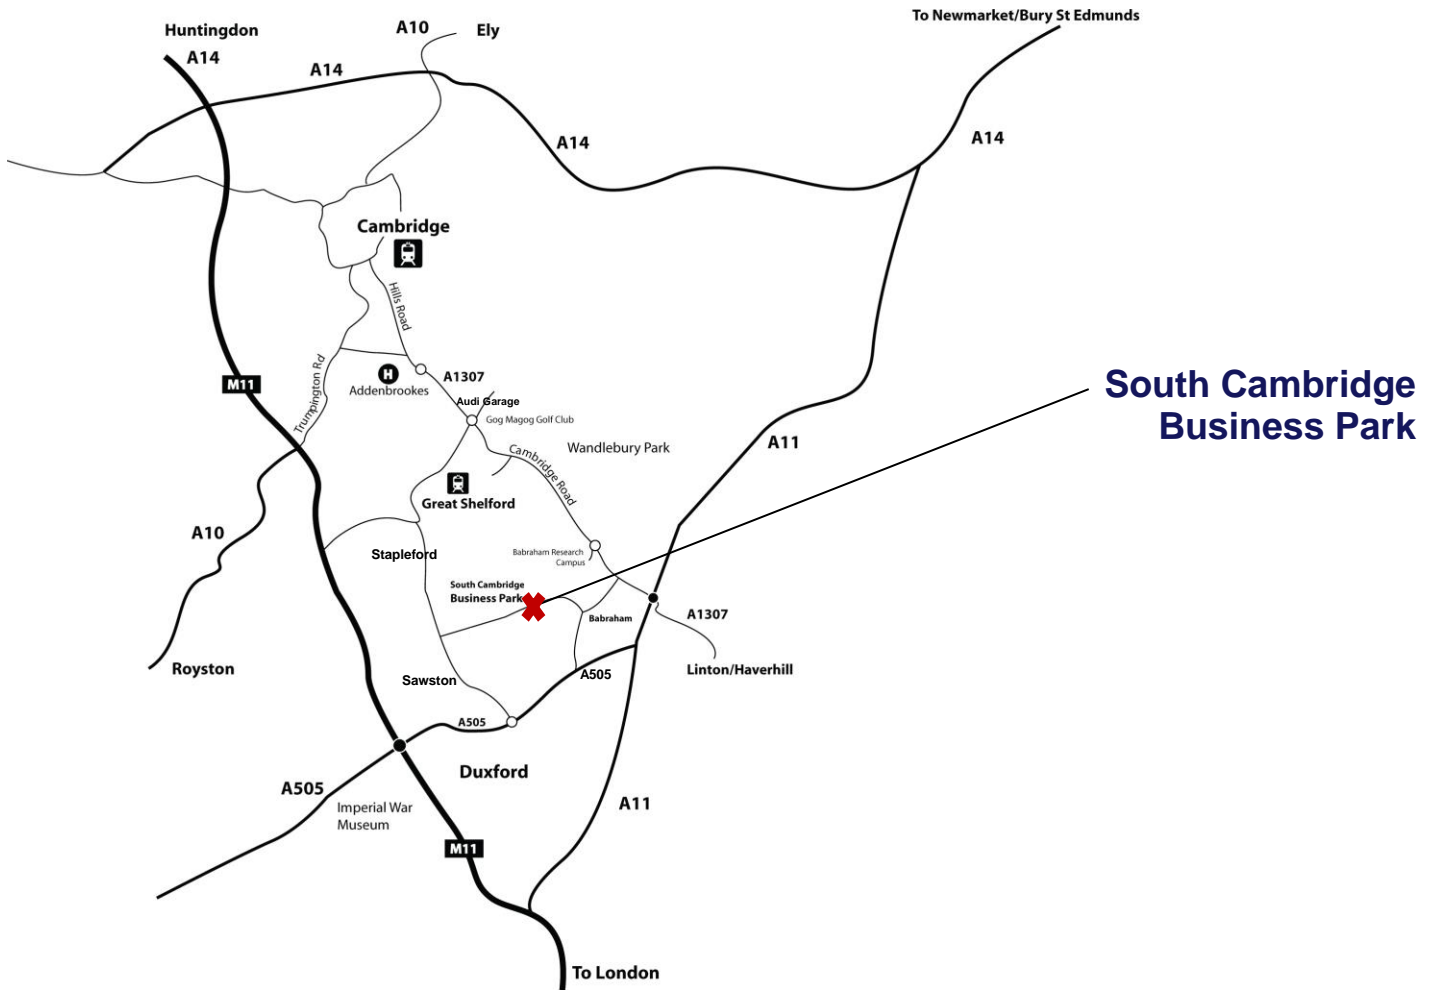 To Newmarket/Bury St Edmunds
Huntingdon
A10
Ely
A14
A14
A14
A14
Cambridge
Hills Road
Trumpington Rd
M11
H
Addenbrookes
A1307
Audi Garage
Gog Magog Golf Club
South Cambridge
Business Park
Wandlebury Park
A11
Cambridge Road
Great Shelford
A10
Stapleford
Babraham Research
Campus
South Cambridge
Business Park
A1307
Babraham
Royston
Sawston
A505
Linton/Haverhill
A505
Duxford
A505
Imperial War
Museum
A11
M11
To London